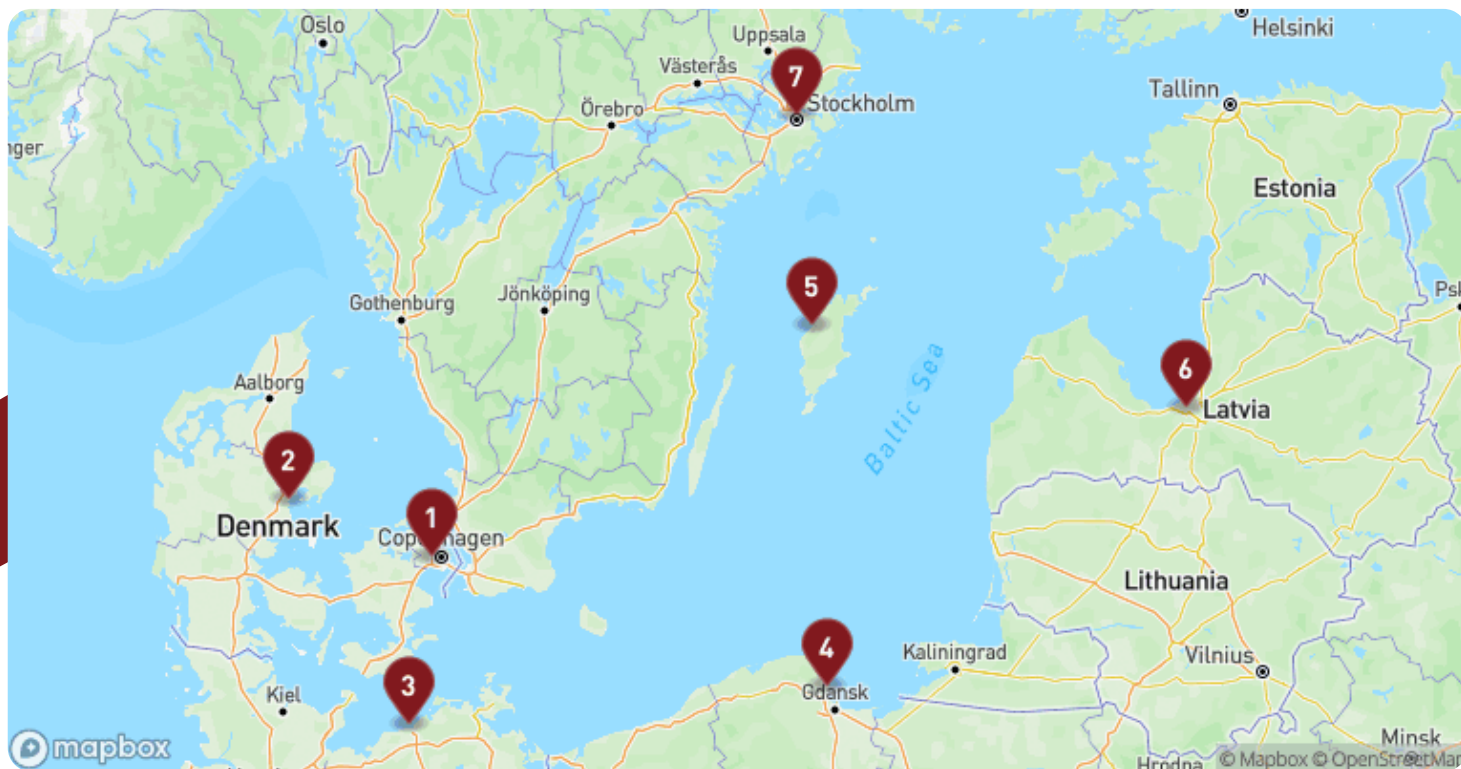 Oslo
Helsinki
Uppsala
Västerås
7
Stockholm
Tallinn
Örebro
nger
Estonia
5
Jönköping
Gothenburg
Psk
6
Aalborg
Latvia
Baltic Sea
2
1
Denmark
Copenhagen
Lithuania
4
Kaliningrad
Vilnius
3
Kiel
Gdansk
Minsk
mapbox
Hrodna
© Mapbox © OpenStreetMap